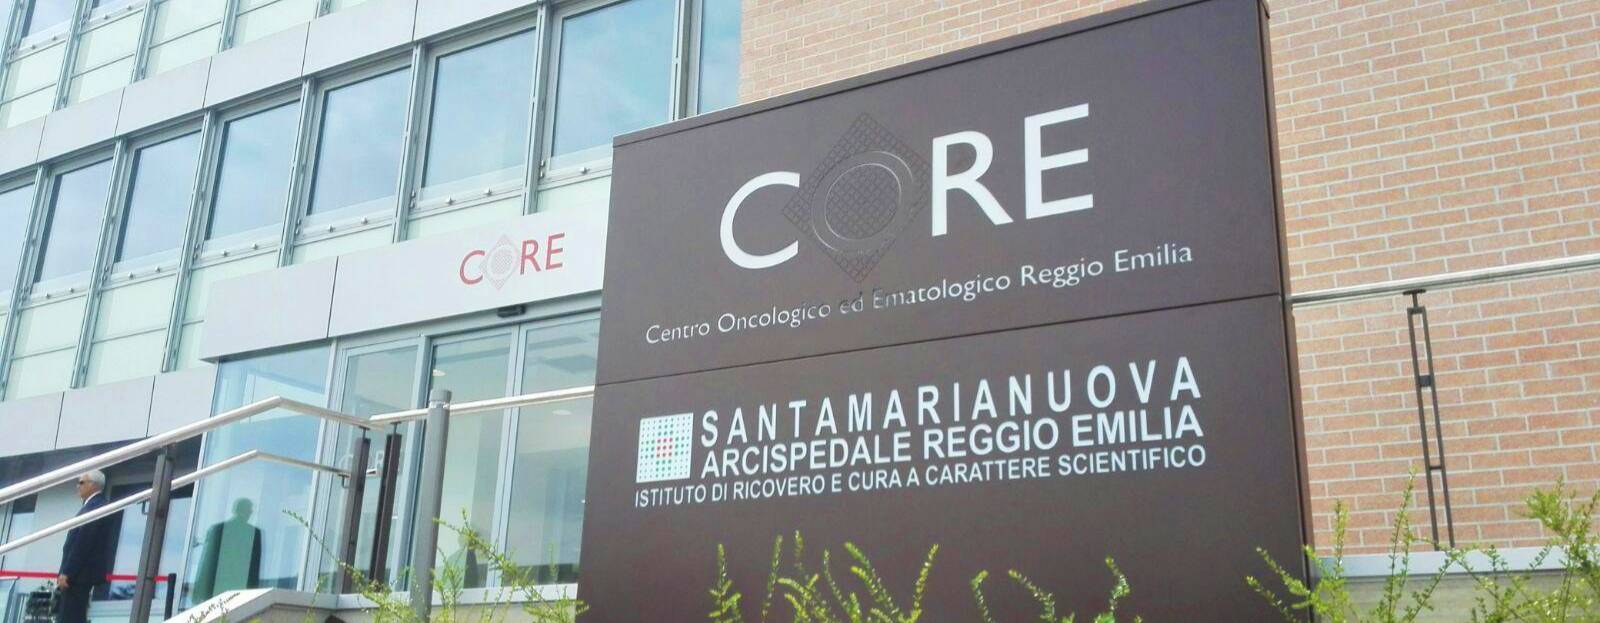 CORE
Centro Oncologico ed Ematologico Reggio Emilia
SANTAMARIANUOVA
ARCISPEDALE REGGIO EMILIA
ISTITUTO DI RICOVERO E CURA A CARATTERE SCIENTIFICO
CORE